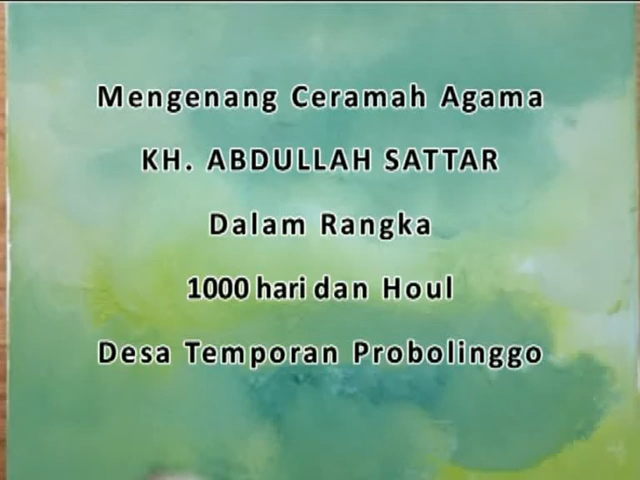 Mengenang Ceramah Agama
KH. ABDULLAH SATTAR
Dalam Rangka
1000 hari dan Houl
Desa Temporan Probolinggo